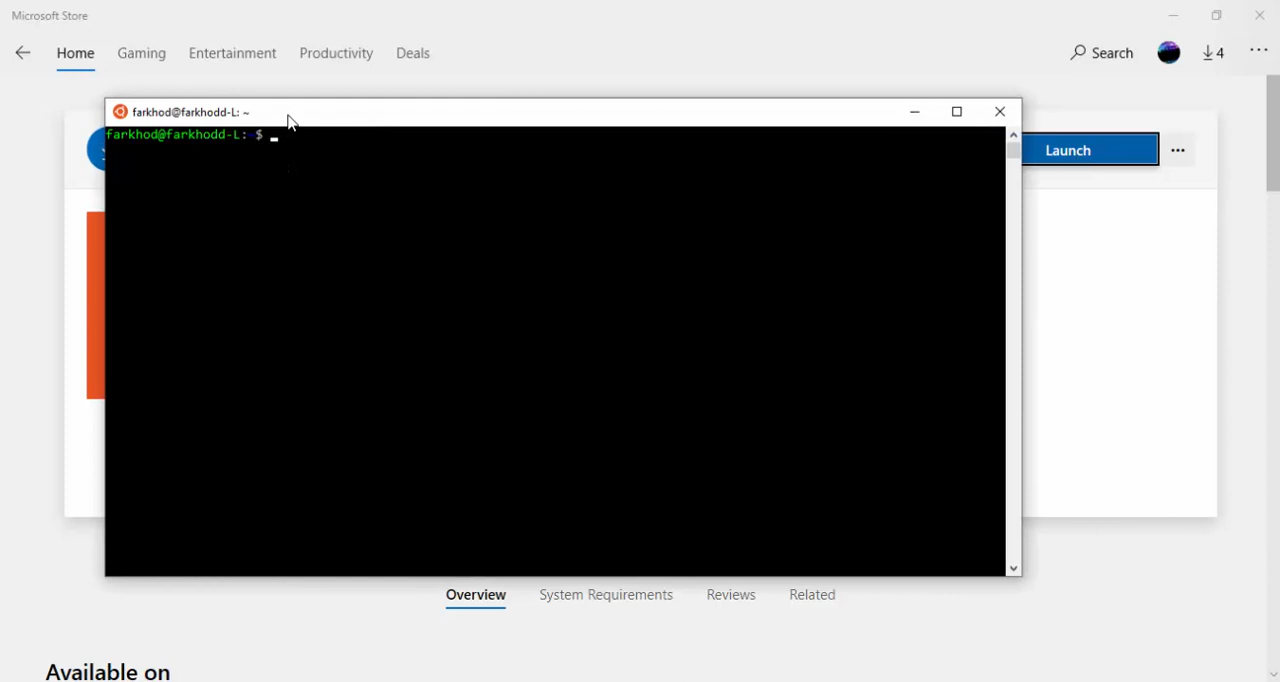 Microsoft Store
Home Gaming Entertainment Productivity Deals Search 4
farkhod@farkhodd-L: ~
farkhod@farkhodd-L: $
Launch
Overview System Requirements Reviews Related
Available on